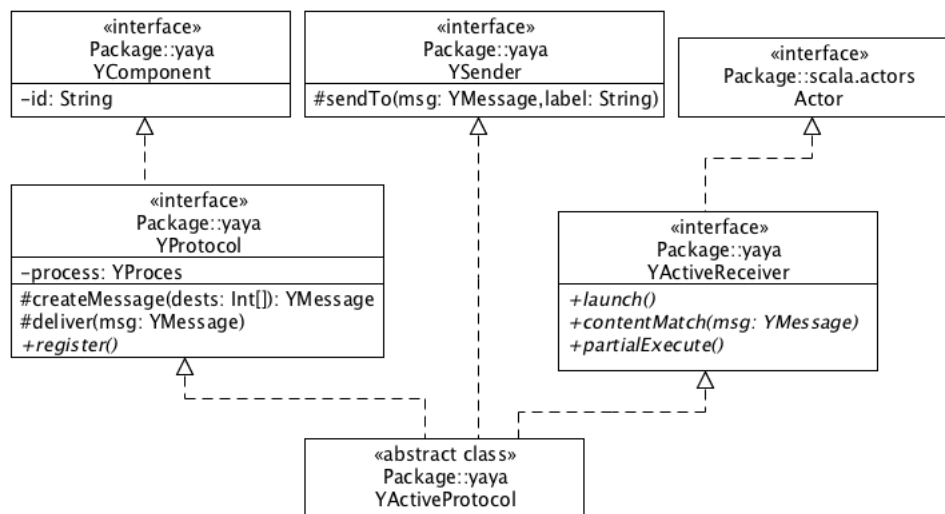 «interface»
Package::yaya
YComponent
-id: String
«interface»
Package::yaya
YSender
#sendTo(msg: YMessage,label: String)
«interface»
Package::scala.actors
Actor
«interface»
Package::yaya
YProtocol
-process: YProces
#createMessage(dests: Int[]): YMessage
#deliver(msg: YMessage)
+register()
«interface»
Package::yaya
YActiveReceiver
+launch()
+contentMatch(msg: YMessage)
+partialExecute()
«abstract class»
Package::yaya
YActiveProtocol